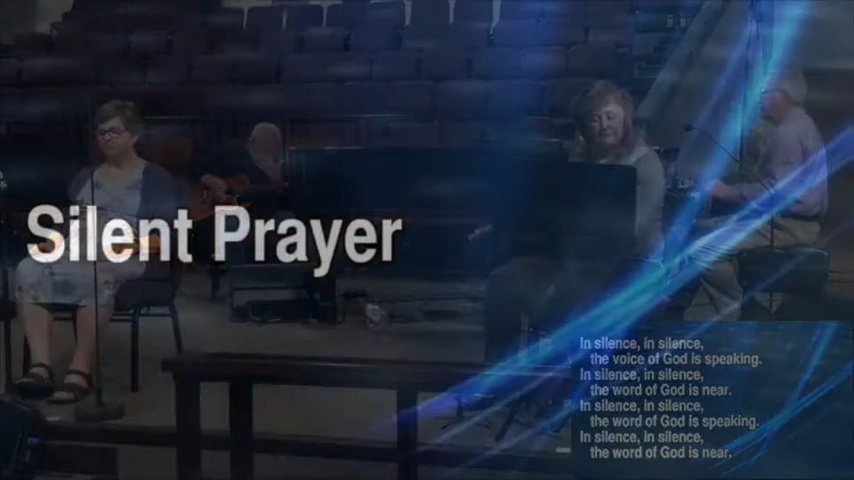 Silent Prayer
In silence, in silence,
the voice of God is speaking.
In silence, in silence,
the word of God is near.
In silence, in silence,
the word of God is speaking.
In silence, in silence,
the word of God is near.